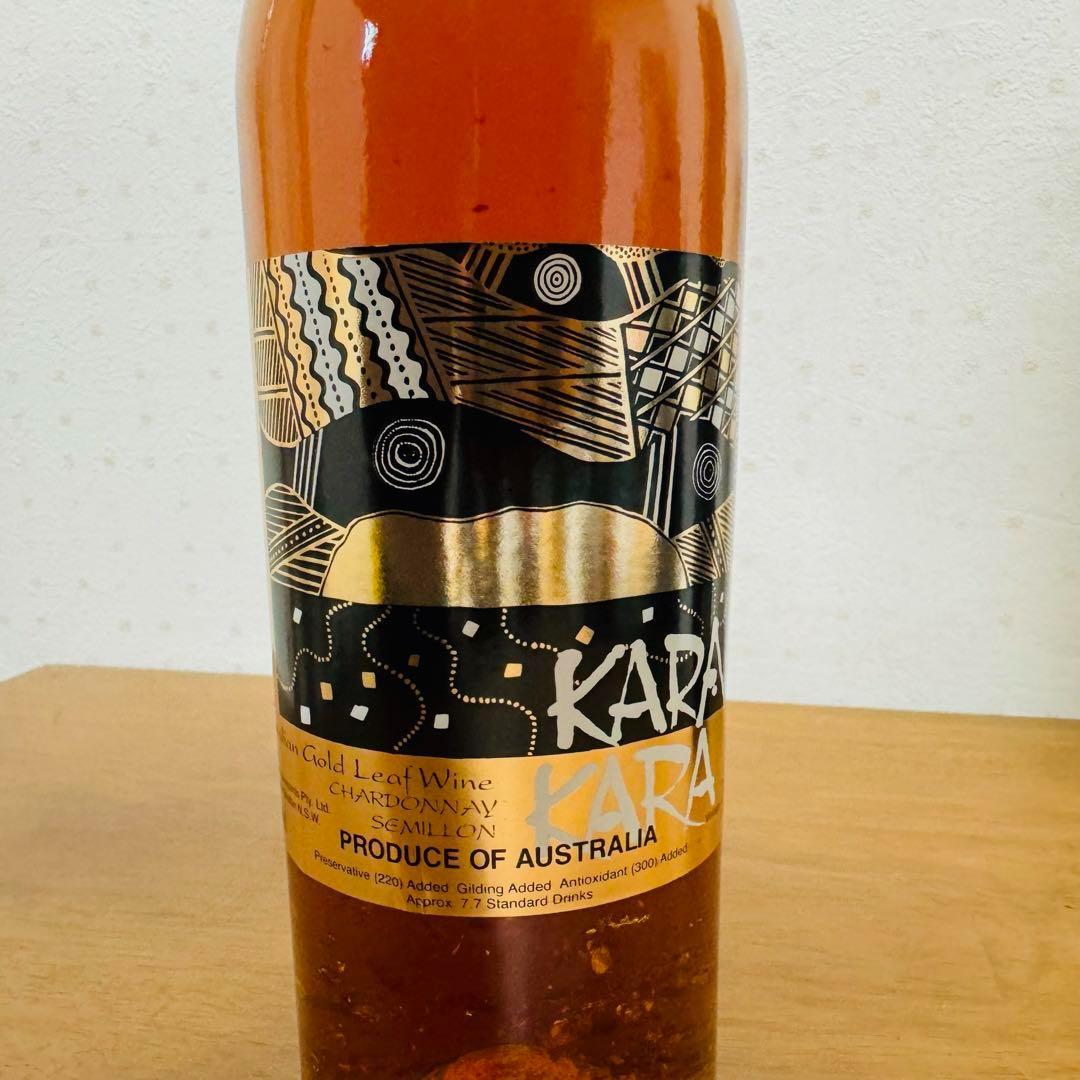 KARA
KARA
Gold Leaf Wine
CHARDONNAY
SEMILLON
Pty. Ltd.
N.S.W
PRODUCE OF AUSTRALIA
Preservative (220) Added Gilding Added Antioxidant (300) Added
Approx 7.7 Standard Drinks